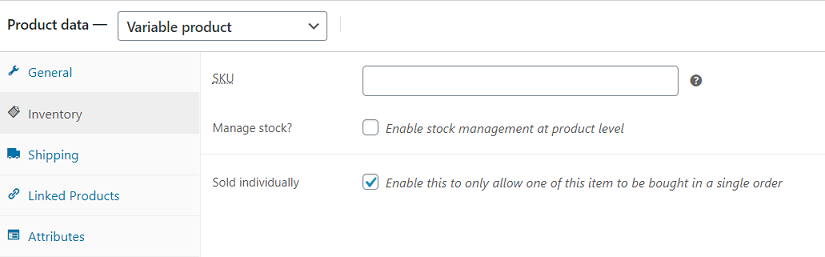 Product data — Variable product
General
Inventory
Shipping
Linked Products
Attributes
SKU
?
Manage stock? Enable stock management at product level
Sold individually Enable this to only allow one of this item to be bought in a single order